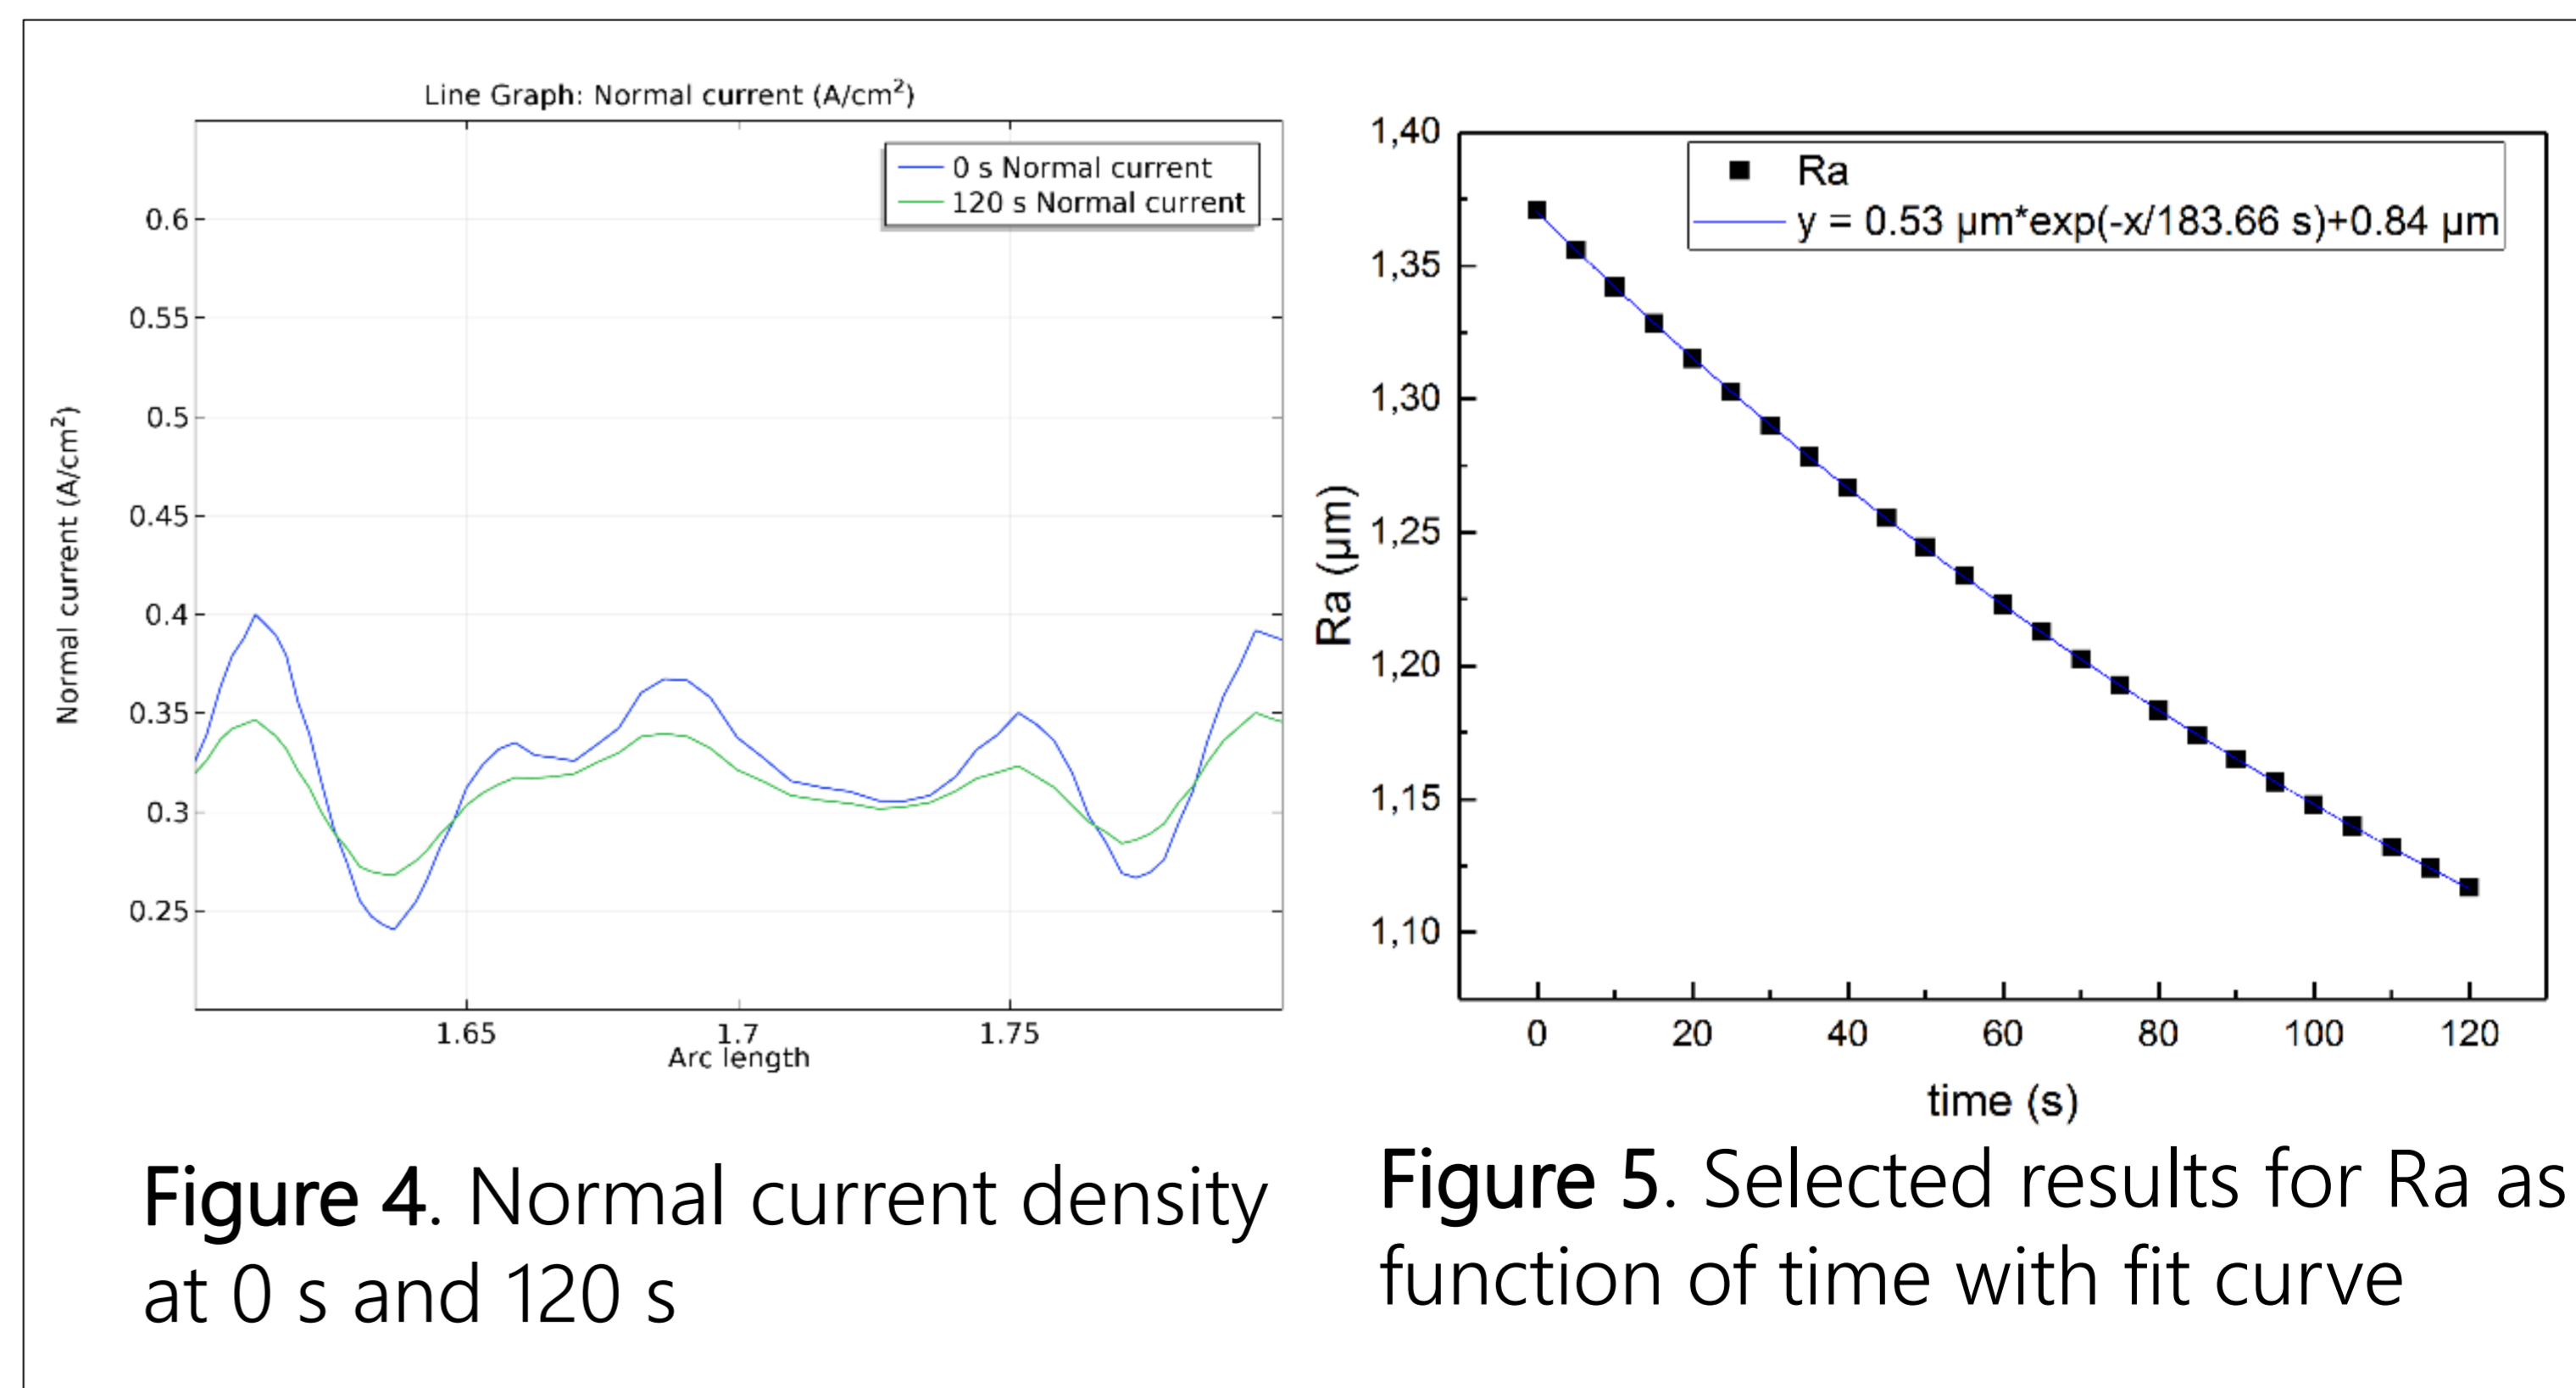 Line Graph: Normal current (A/cm²)
0 s Normal current
120 s Normal current
Normal current (A/cm²)
0.6
0.55
0.5
0.45
0.4
0.35
0.3
0.25
1.65
1.7
1.75
Arc length
Figure 4. Normal current density
at 0 s and 120 s
Ra
y = 0.53 µm*exp(-x/183.66 s)+0.84 µm
Ra (µm)
1,40
1,35
1,30
1,25
1,20
1,15
1,10
0
20
40
60
80
100
120
time (s)
Figure 5. Selected results for Ra as
function of time with fit curve